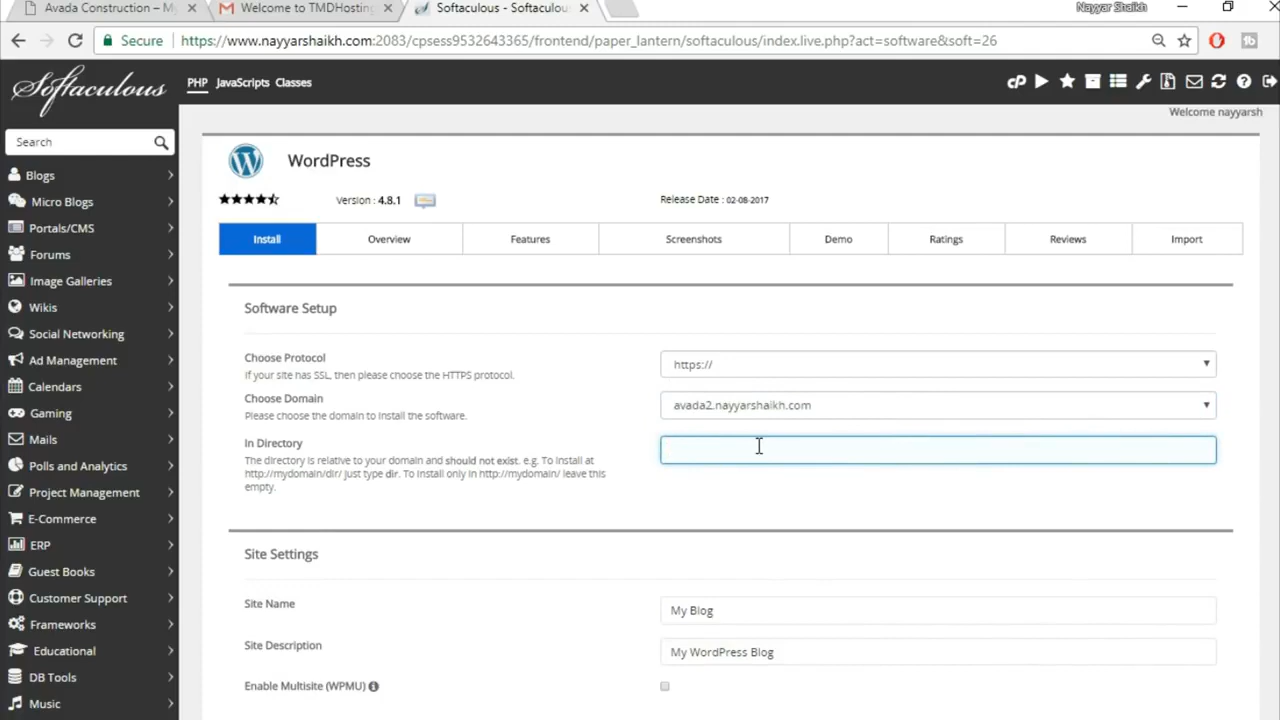 Avada Construction – My
Welcome to TMDHosting
Softaculous - Softaculou
Nayyar Shaikh
Secure
https://www.nayyarshaikh.com:2083/cpsess9532643365/frontend/paper_lantern/softaculous/index.live.php?act=software&soft=26
Softaculous
PHP JavaScripts Classes
cP
Welcome nayyarsh
Search
Blogs
Micro Blogs
Portals/CMS
Forums
Image Galleries
Wikis
Social Networking
Ad Management
Calendars
Gaming
Mails
Polls and Analytics
Project Management
E-Commerce
ERP
Guest Books
Customer Support
Frameworks
Educational
DB Tools
Music
WordPress
Version : 4.8.1
Release Date : 02-08-2017
Install Overview Features Screenshots Demo Ratings Reviews Import
Software Setup
Choose Protocol
If your site has SSL, then please choose the HTTPS protocol.
https://
Choose Domain
Please choose the domain to install the software.
avada2.nayyarshaikh.com
In Directory
The directory is relative to your domain and should not exist. e.g. To install at
http://mydomain/dir/ just type dir. To install only in http://mydomain/ leave this
empty.
Site Settings
Site Name
My Blog
Site Description
My WordPress Blog
Enable Multisite (WPMU)